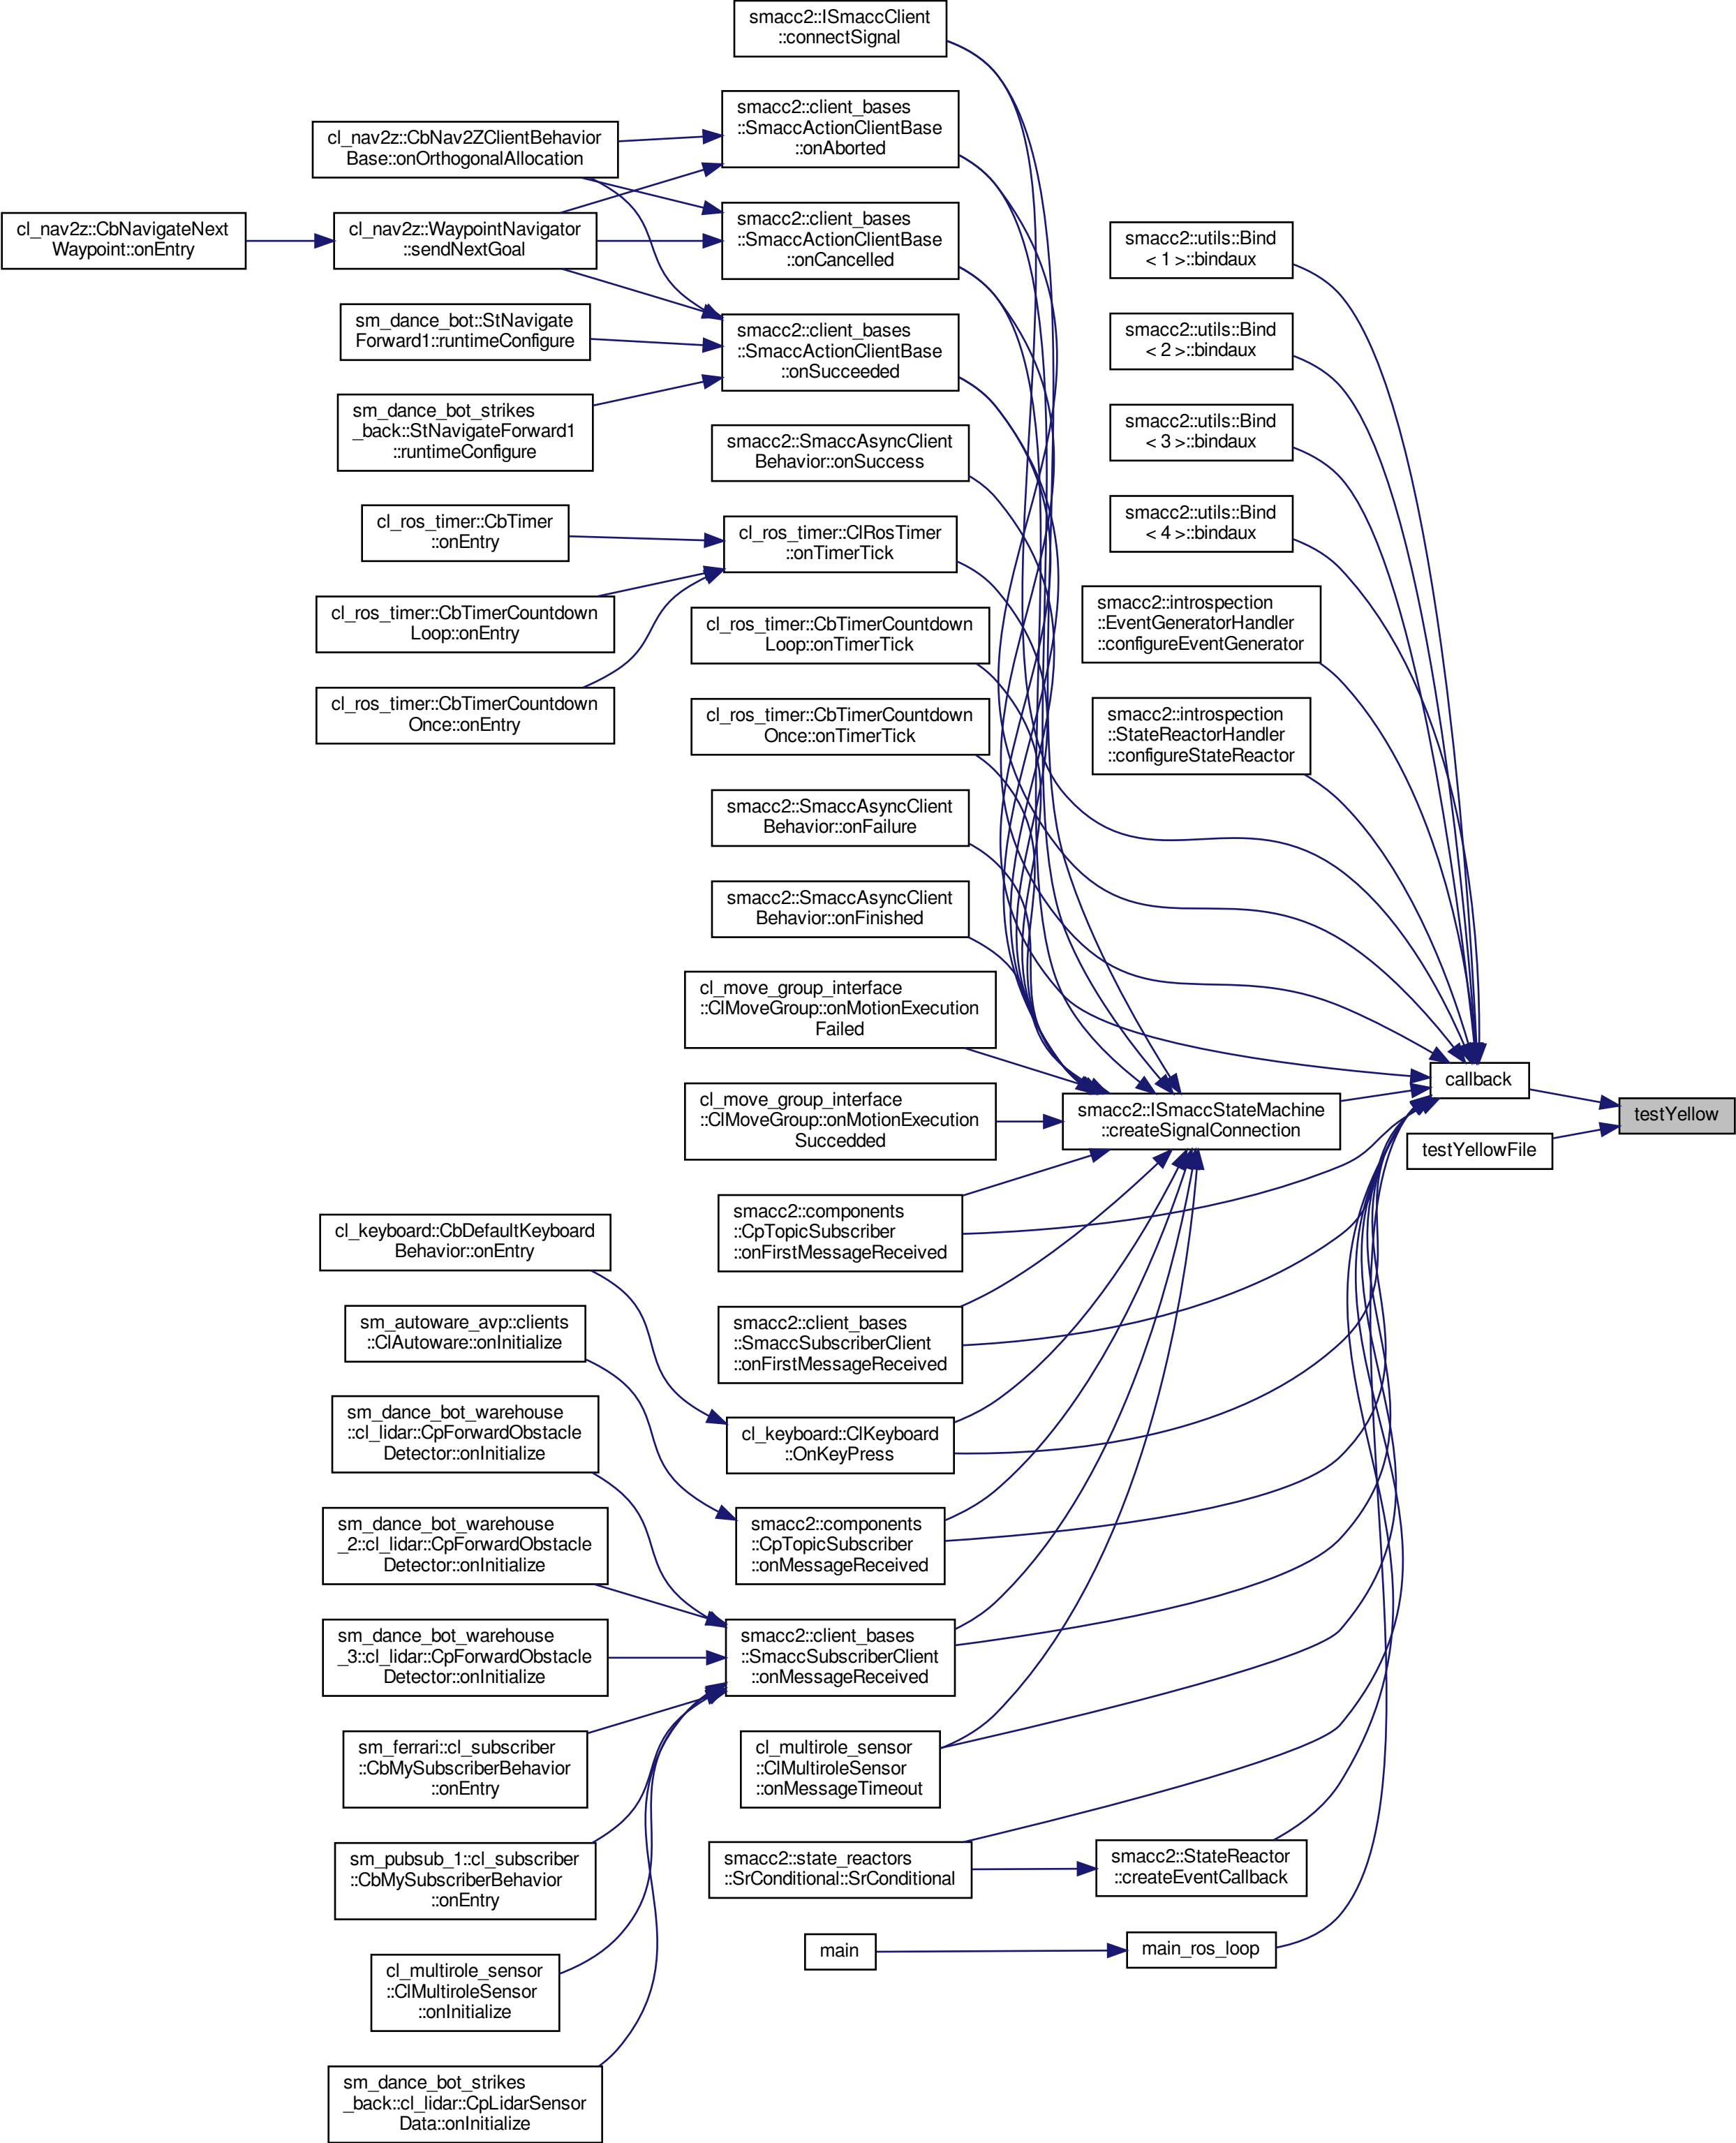 smacc2::ISmaccClient
::connectSignal
smacc2::client_bases
::SmaccActionClientBase
::onAborted
cl_nav2z::CbNav2ZClientBehavior
Base::onOrthogonalAllocation
smacc2::client_bases
::SmaccActionClientBase
::onCancelled
cl_nav2z::CbNavigateNext
Waypoint::onEntry
cl_nav2z::WaypointNavigator
::sendNextGoal
smacc2::utils::Bind
< 1 >::bindaux
sm_dance_bot::StNavigate
Forward1::runtimeConfigure
smacc2::client_bases
::SmaccActionClientBase
::onSucceeded
smacc2::utils::Bind
< 2 >::bindaux
sm_dance_bot_strikes
_back::StNavigateForward1
::runtimeConfigure
smacc2::SmaccAsyncClient
Behavior::onSuccess
smacc2::utils::Bind
< 3 >::bindaux
cl_ros_timer::CbTimer
::onEntry
cl_ros_timer::ClRosTimer
::onTimerTick
smacc2::utils::Bind
< 4 >::bindaux
cl_ros_timer::CbTimerCountdown
Loop::onEntry
cl_ros_timer::CbTimerCountdown
Loop::onTimerTick
smacc2::introspection
::EventGeneratorHandler
::configureEventGenerator
cl_ros_timer::CbTimerCountdown
Once::onEntry
cl_ros_timer::CbTimerCountdown
Once::onTimerTick
smacc2::introspection
::StateReactorHandler
::configureStateReactor
smacc2::SmaccAsyncClient
Behavior::onFailure
smacc2::SmaccAsyncClient
Behavior::onFinished
cl_move_group_interface
::ClMoveGroup::onMotionExecution
Failed
cl_move_group_interface
::ClMoveGroup::onMotionExecution
Succedded
smacc2::ISmaccStateMachine
::createSignalConnection
callback
testYellow
testYellowFile
smacc2::components
::CpTopicSubscriber
::onFirstMessageReceived
cl_keyboard::CbDefaultKeyboard
Behavior::onEntry
smacc2::client_bases
::SmaccSubscriberClient
::onFirstMessageReceived
sm_autoware_avp::clients
::ClAutoware::onInitialize
cl_keyboard::ClKeyboard
::OnKeyPress
sm_dance_bot_warehouse
::cl_lidar::CpForwardObstacle
Detector::onInitialize
smacc2::components
::CpTopicSubscriber
::onMessageReceived
sm_dance_bot_warehouse
_2::cl_lidar::CpForwardObstacle
Detector::onInitialize
smacc2::client_bases
::SmaccSubscriberClient
::onMessageReceived
sm_dance_bot_warehouse
_3::cl_lidar::CpForwardObstacle
Detector::onInitialize
cl_multirole_sensor
::ClMultiroleSensor
::onMessageTimeout
sm_ferrari::cl_subscriber
::CbMySubscriberBehavior
::onEntry
smacc2::state_reactors
::SrConditional::SrConditional
smacc2::StateReactor
::createEventCallback
sm_pubsub_1::cl_subscriber
::CbMySubscriberBehavior
::onEntry
main
main_ros_loop
cl_multirole_sensor
::ClMultiroleSensor
::onInitialize
sm_dance_bot_strikes
_back::cl_lidar::CpLidarSensor
Data::onInitialize